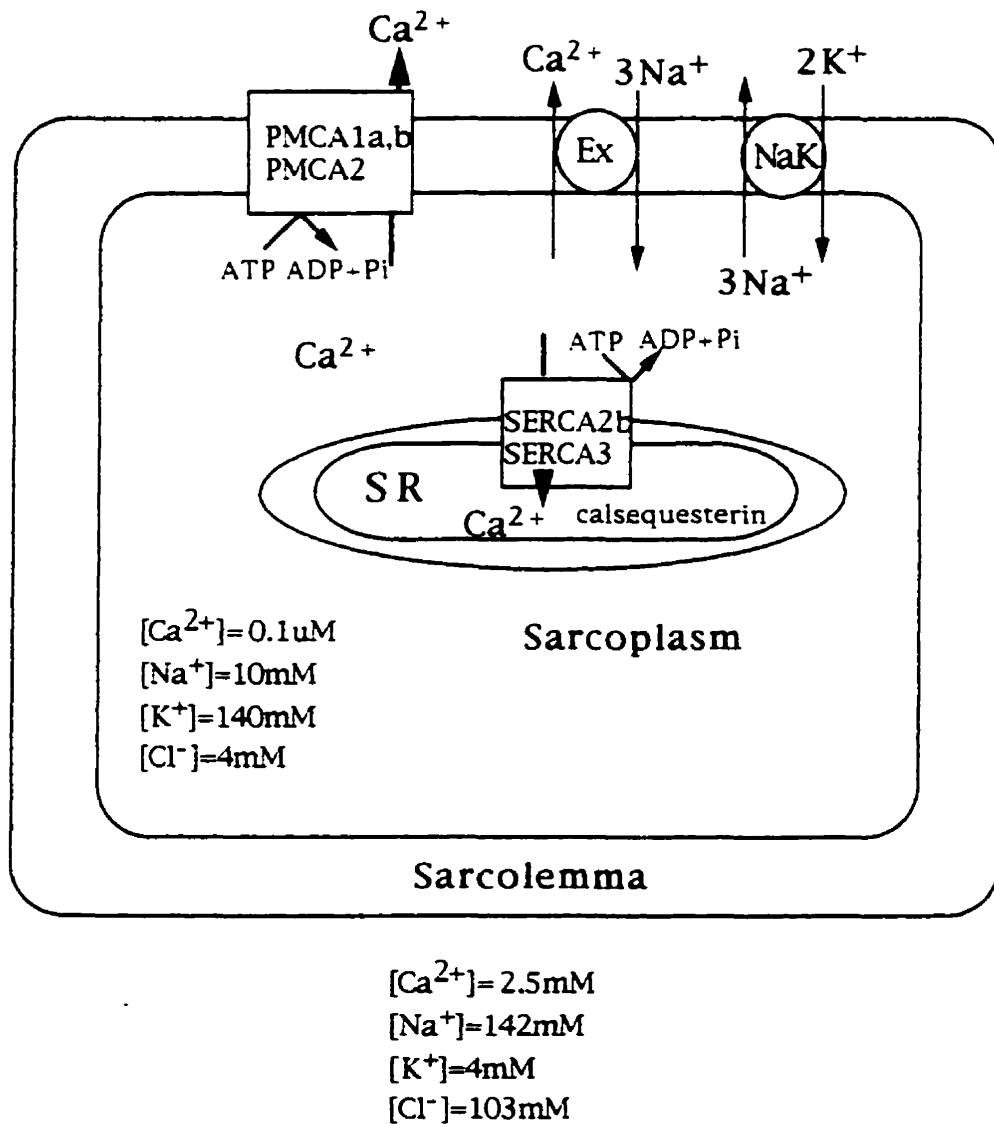 Ca2+
Ca2+ 3Na+ 2K+
PMCA1a,b
PMCA2
Ex
NaK
ATP ADP+Pi
3Na+
Ca2+
ATP ADP+Pi
SERCA2b
SERCA3
SR
Ca2+ calsequesterin
[Ca2+]=0.1uM
[Na+]=10mM
[K+]=140mM
[Cl-]=4mM
Sarcoplasm
Sarcolemma
[Ca2+]=2.5mM
[Na+]=142mM
[K+]=4mM
[Cl-]=103mM